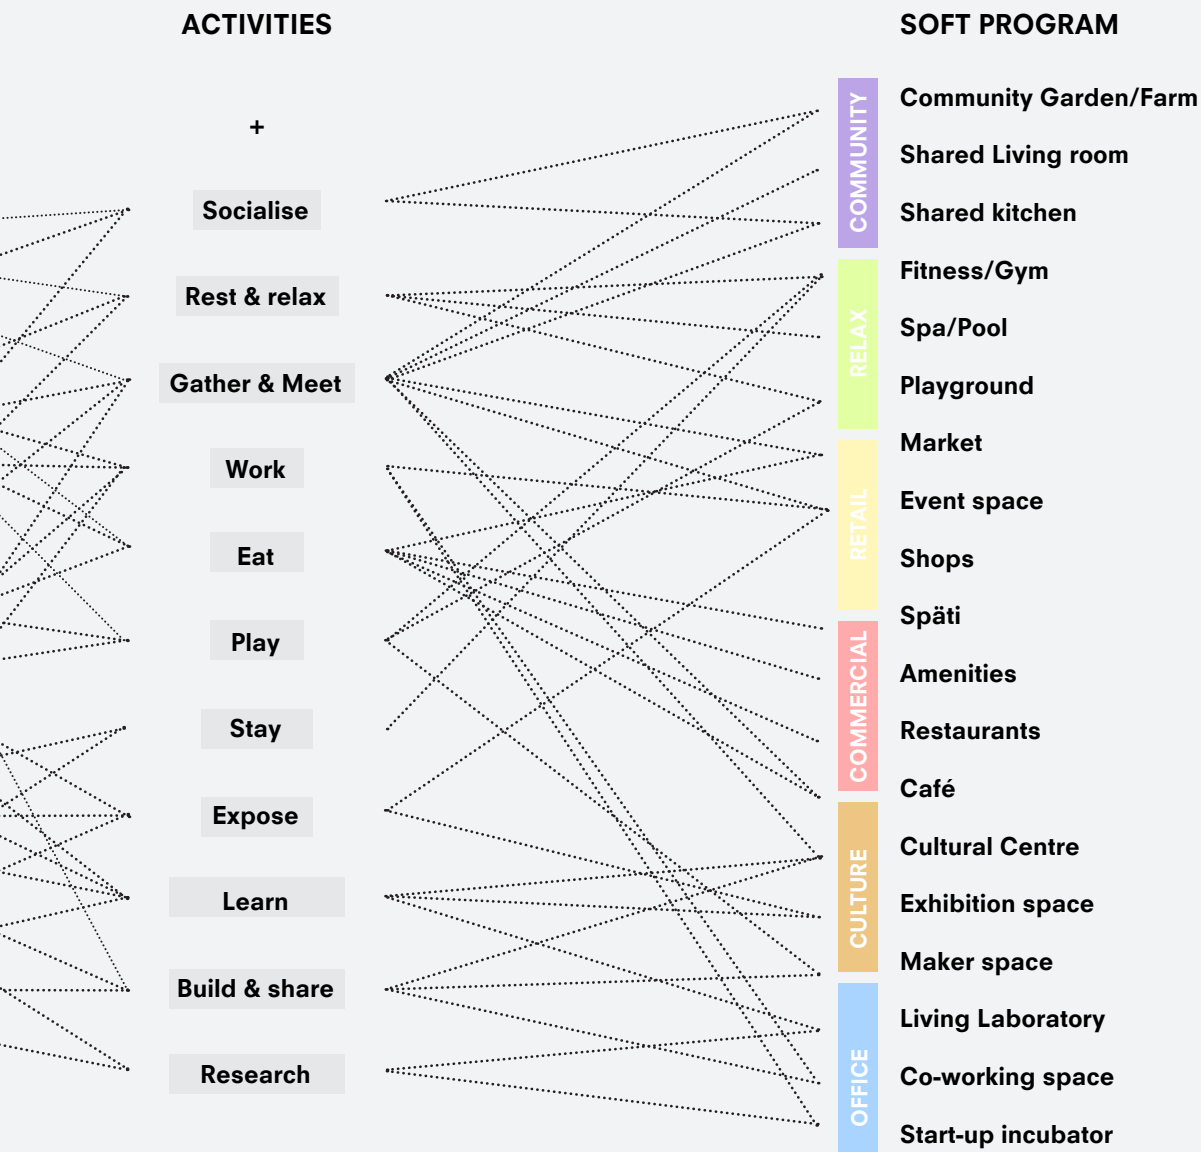 ACTIVITIES
+
Socialise
Rest & relax
Gather & Meet
Work
Eat
Play
Stay
Expose
Learn
Build & share
Research
SOFT PROGRAM
COMMUNITY
Community Garden/Farm
Shared Living room
Shared kitchen
RELAX
Fitness/Gym
Spa/Pool
Playground
RETAIL
Market
Event space
Shops
COMMERCIAL
Späti
Amenities
Restaurants
Café
CULTURE
Cultural Centre
Exhibition space
Maker space
OFFICE
Living Laboratory
Co-working space
Start-up incubator